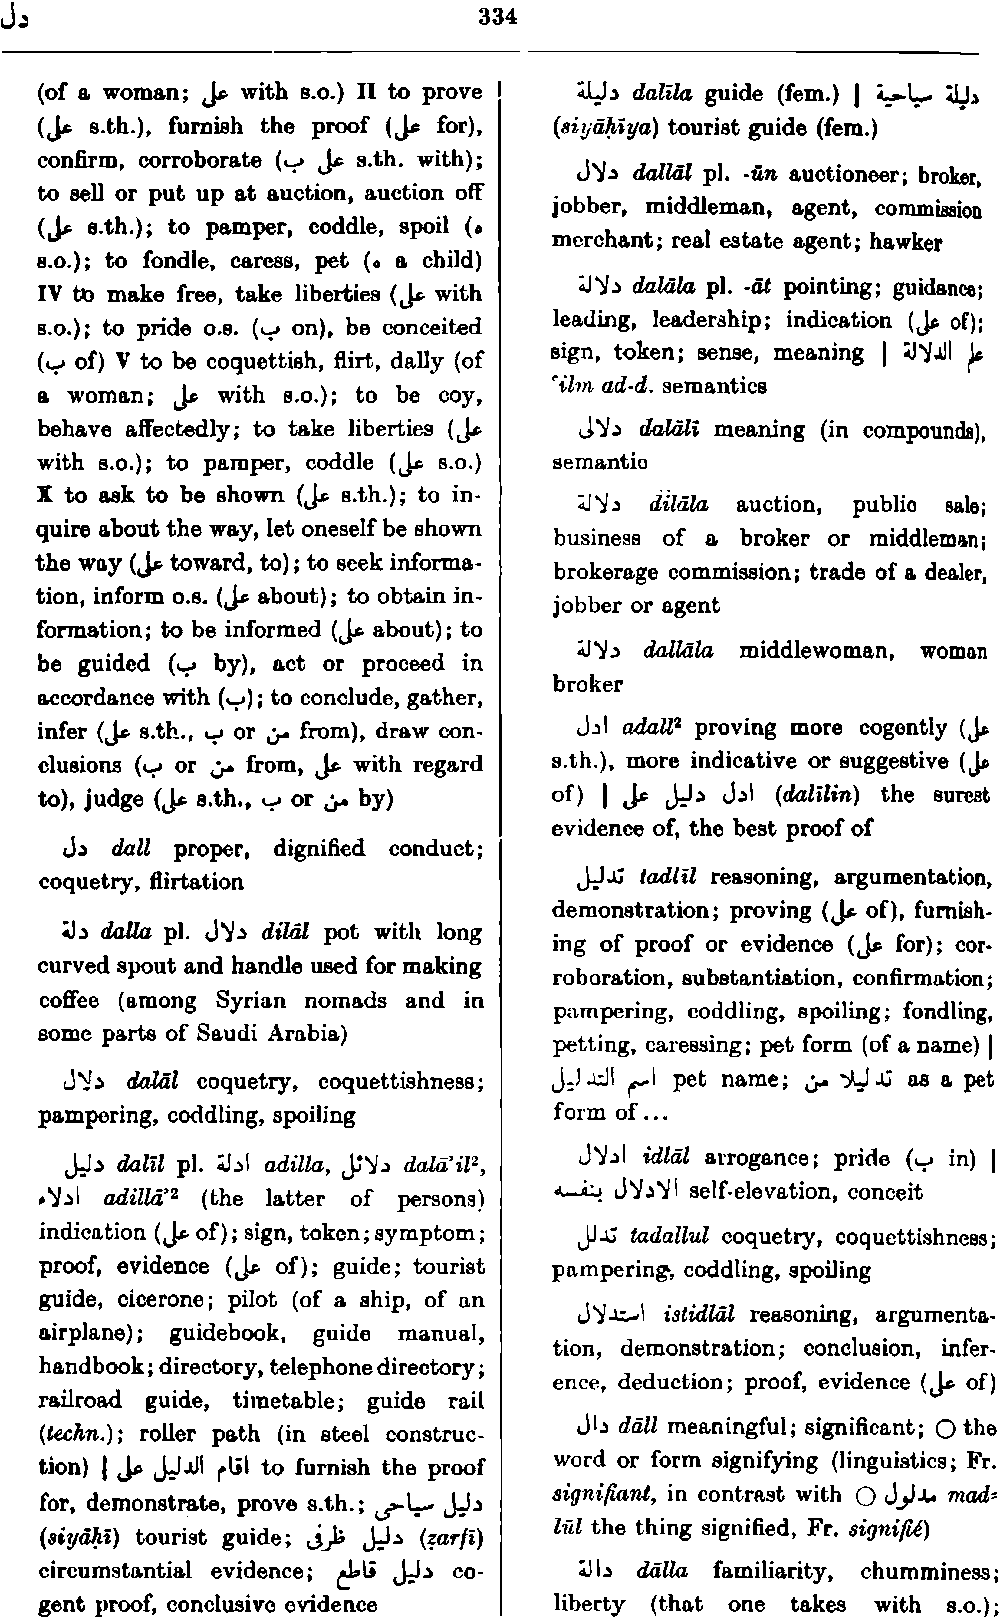 دل
334
(of a woman; على with s.o.) II to prove
(على s.th.), furnish the proof (على for),
confirm, corroborate (ب على s.th. with);
to sell or put up at auction, auction off
(على s.th.); to pamper, coddle, spoil (ه
s.o.); to fondle, caress, pet (ه a child)
IV to make free, take liberties (على with
s.o.); to pride o.s. (ب on), be conceited
(ب of) V to be coquettish, flirt, dally (of
a woman; على with s.o.); to be coy,
behave affectedly; to take liberties (على
with s.o.); to pamper, coddle (على s.o.)
X to ask to be shown (على s.th.); to in-
quire about the way, let oneself be shown
the way (على toward, to); to seek informa-
tion, inform o.s. (على about); to obtain in-
formation; to be informed (على about); to
be guided (ب by), act or proceed in
accordance with (ب); to conclude, gather,
infer (على s.th., ب or من from), draw con-
clusions (ب or من from, على with regard
to), judge (على s.th., ب or من by)
دل dall proper, dignified conduct;
coquetry, flirtation
دلة dalla pl. دلال dilāl pot with long
curved spout and handle used for making
coffee (among Syrian nomads and in
some parts of Saudi Arabia)
دلال dalāl coquetry, coquettishness;
pampering, coddling, spoiling
دليل dalīl pl. ادلة adilla, دلائل dalā'il²,
ادلاء adillā'² (the latter of persons)
indication (على of); sign, token; symptom;
proof, evidence (على of); guide; tourist
guide, cicerone; pilot (of a ship, of an
airplane); guidebook, guide manual,
handbook; directory, telephone directory;
railroad guide, timetable; guide rail
(techn.); roller path (in steel construc-
tion) | اقام الدليل على to furnish the proof
for, demonstrate, prove s.th.; دليل سياحى
(siyāḥī) tourist guide; دليل ظرفى (ẓarfī)
circumstantial evidence; دليل قاطع co-
gent proof, conclusive evidence
دليلة dalīla guide (fem.) | دليلة سياحية
(siyāḥīya) tourist guide (fem.)
دلال dallāl pl. -ūn auctioneer; broker,
jobber, middleman, agent, commission
merchant; real estate agent; hawker
دلالة dalāla pl. -āt pointing; guidance;
leading, leadership; indication (على of);
sign, token; sense, meaning | علم الدلالة
‘ilm ad-d. semantics
دلالى dalālī meaning (in compounds),
semantic
دلالة dilāla auction, public sale;
business of a broker or middleman;
brokerage commission; trade of a dealer,
jobber or agent
دلالة dallāla middlewoman, woman
broker
ادل adall² proving more cogently (على
s.th.), more indicative or suggestive (على
of) | ادل دليل على (dalīlin) the surest
evidence of, the best proof of
تدليل tadlīl reasoning, argumentation,
demonstration; proving (على of), furnish-
ing of proof or evidence (على for); cor-
roboration, substantiation, confirmation;
pampering, coddling, spoiling; fondling,
petting, caressing; pet form (of a name) |
اسم التدليل pet name; تدليلا من as a pet
form of ...
ادلال idlāl arrogance; pride (ب in) |
الادلال بنفسه self-elevation, conceit
تدلل tadallul coquetry, coquettishness;
pampering, coddling, spoiling
استدلال istidlāl reasoning, argumenta-
tion, demonstration; conclusion, infer-
ence, deduction; proof, evidence (على of)
دال dāll meaningful; significant; ○ the
word or form signifying (linguistics; Fr.
signifiant, in contrast with ○ مدلول mad-
lūl the thing signified, Fr. signifié)
دالة dālla familiarity, chumminess;
liberty (that one takes with s.o.);